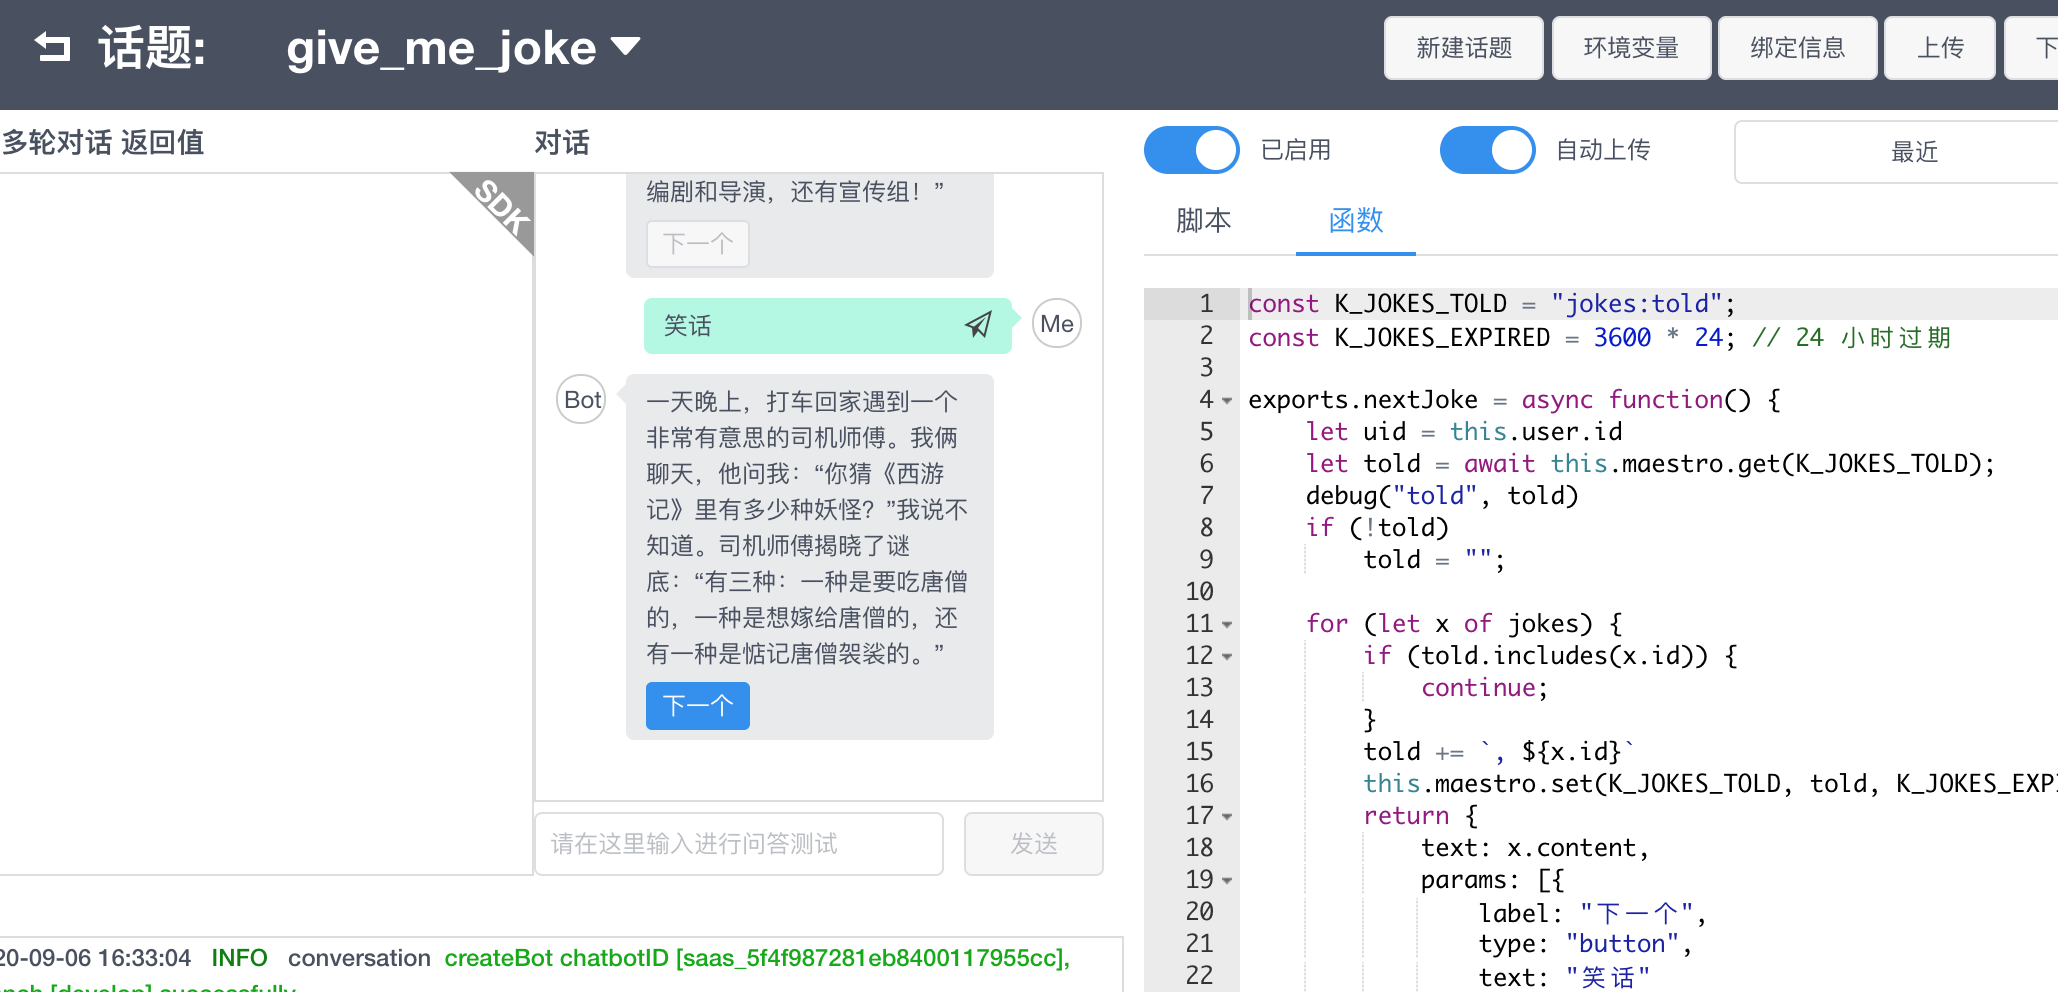 话题: give_me_joke
新建话题 环境变量 绑定信息 上传 下
多轮对话 返回值
SDK
对话
编剧和导演，还有宣传组！”
下一个
笑话
Me
Bot
一天晚上，打车回家遇到一个
非常有意思的司机师傅。我俩
聊天，他问我：“你猜《西游
记》里有多少种妖怪？”我说不
知道。司机师傅揭晓了谜
底：“有三种：一种是要吃唐僧
的，一种是想嫁给唐僧的，还
有一种是惦记唐僧袈裟的。”
下一个
请在这里输入进行问答测试
发送
20-09-06 16:33:04 INFO conversation createBot chatbotID [saas_5f4f987281eb8400117955cc],
[develop] successfully
已启用 自动上传 最近
脚本 函数
1 const K_JOKES_TOLD = "jokes:told";
2 const K_JOKES_EXPIRED = 3600 * 24; // 24 小时过期
3
4 exports.nextJoke = async function() {
5 let uid = this.user.id
6 let told = await this.maestro.get(K_JOKES_TOLD);
7 debug("told", told)
8 if (!told)
9 told = "";
10
11 for (let x of jokes) {
12 if (told.includes(x.id)) {
13 continue;
14 }
15 told += `, ${x.id}`
16 this.maestro.set(K_JOKES_TOLD, told, K_JOKES_EXP
17 return {
18 text: x.content,
19 params: [{
20 label: "下一个",
21 type: "button",
22 text: "笑话"